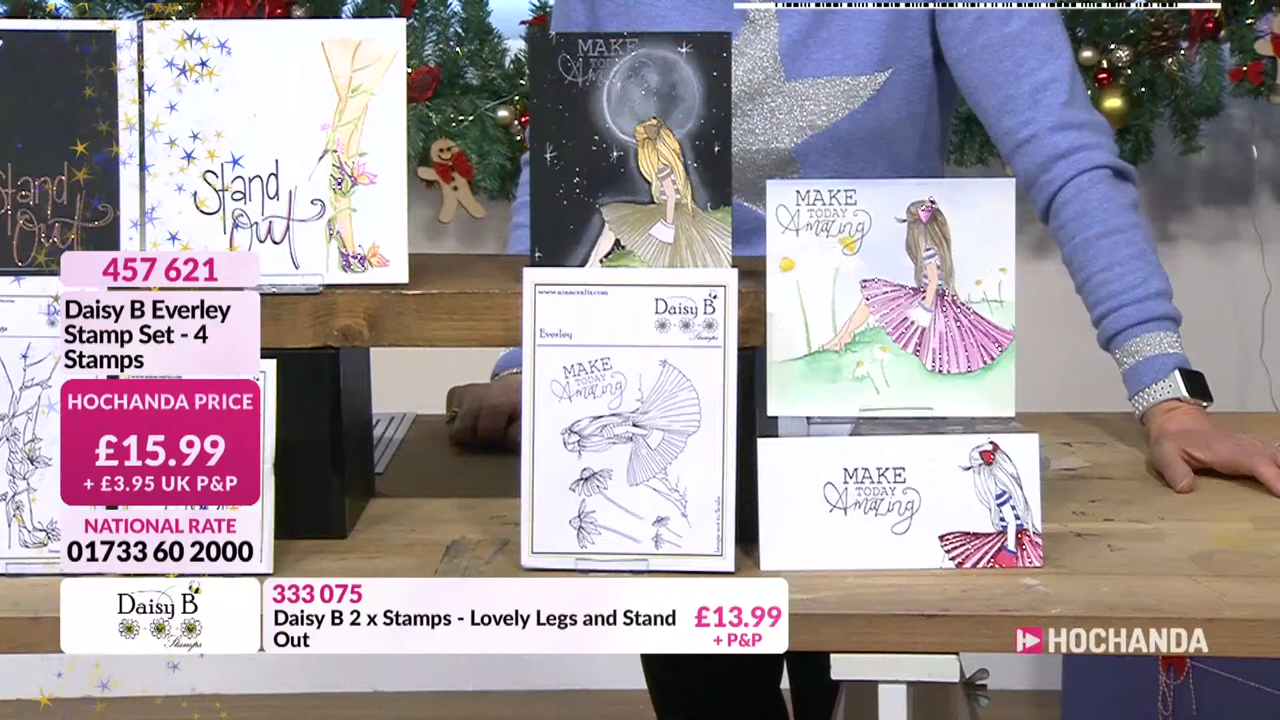 MAKE
TODAY
Amazing
Stand
Out
Stand
Out
MAKE
TODAY
Amazing
457 621
Daisy B Everley
Stamp Set - 4
Stamps
HOCHANDA PRICE
£15.99
+ £3.95 UK P&P
NATIONAL RATE
01733 60 2000
www.ninacrafts.com
Daisy B
Stamps
Everley
MAKE
TODAY
Amazing
MAKE
TODAY
Amazing
Daisy B
Stamps
333 075
Daisy B 2 x Stamps - Lovely Legs and Stand
Out
£13.99
+ P&P
HOCHANDA